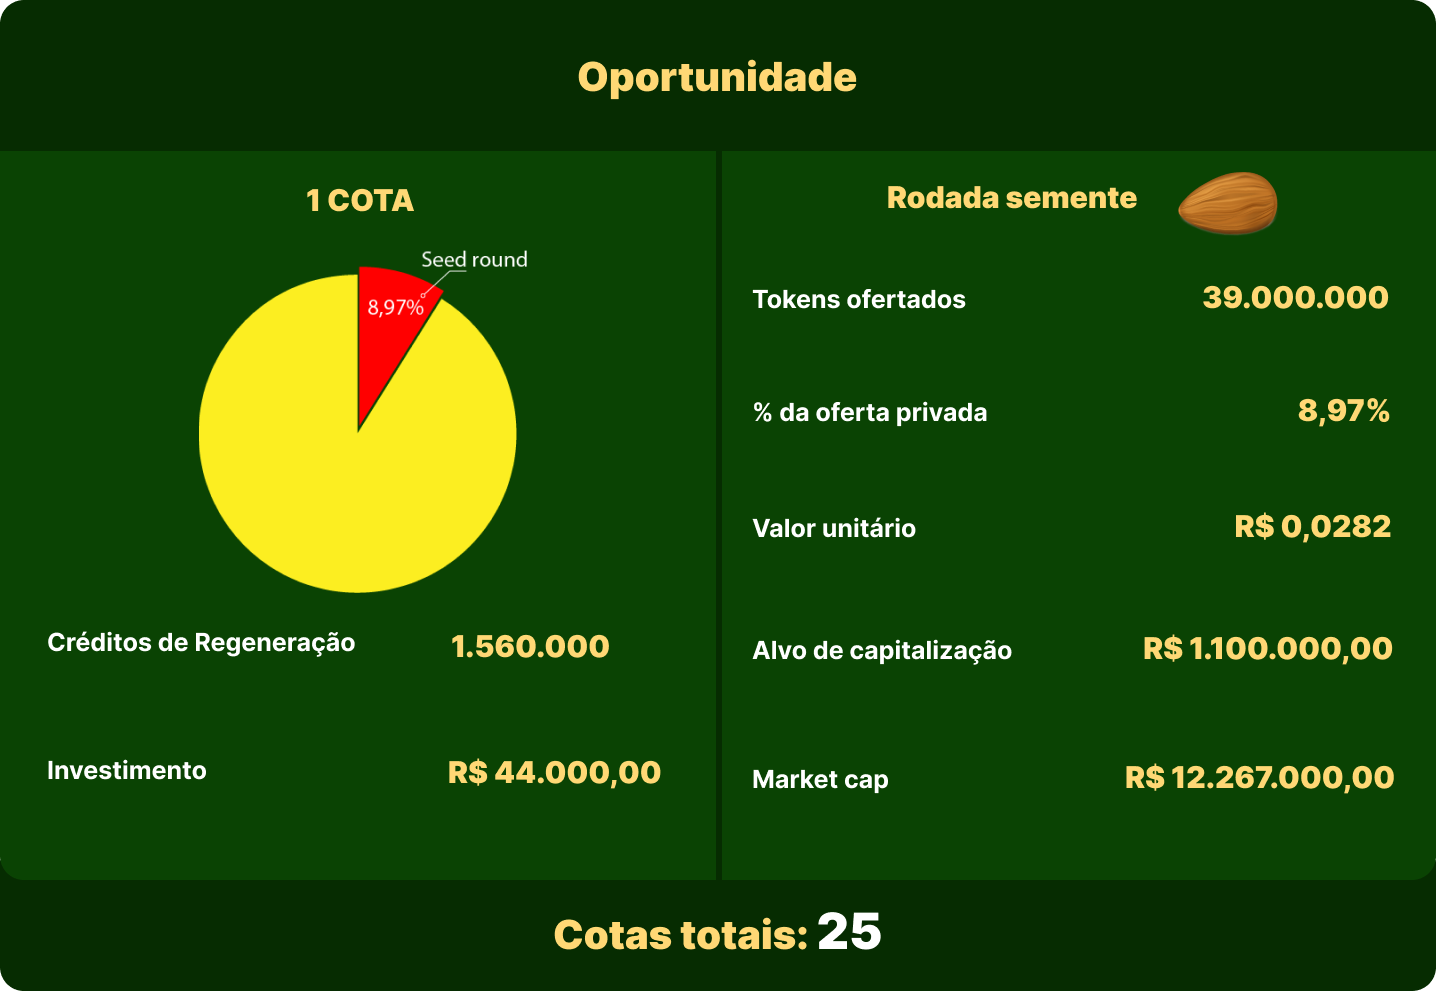 Oportunidade
1 COTA
Seed round
8,97%
Créditos de Regeneração 1.560.000
Investimento R$ 44.000,00
Rodada semente
Tokens ofertados 39.000.000
% da oferta privada 8,97%
Valor unitário R$ 0,0282
Alvo de capitalização R$ 1.100.000,00
Market cap R$ 12.267.000,00
Cotas totais: 25